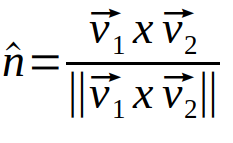 n̂ = (v⃗₁ x v⃗₂) / ||v⃗₁ x v⃗₂||